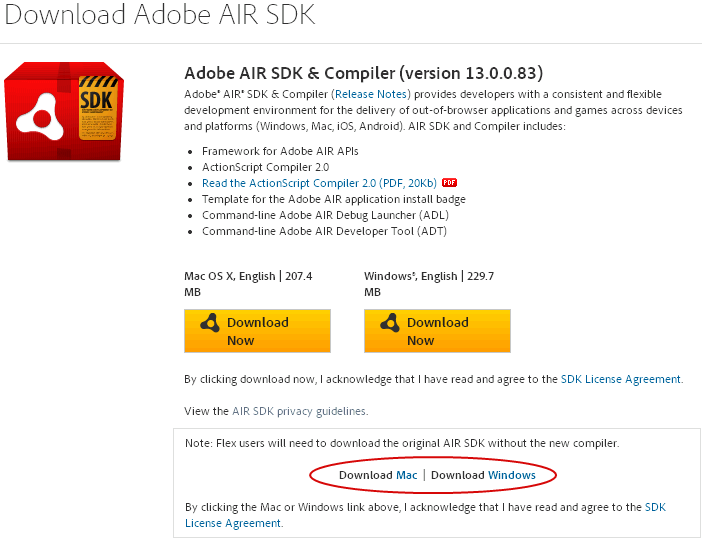 Download Adobe AIR SDK
SDK
Adobe AIR SDK & Compiler (version 13.0.0.83)
Adobe® AIR® SDK & Compiler (Release Notes) provides developers with a consistent and flexible
development environment for the delivery of out-of-browser applications and games across devices
and platforms (Windows, Mac, iOS, Android). AIR SDK and Compiler includes:
• Framework for Adobe AIR APIs
• ActionScript Compiler 2.0
• Read the ActionScript Compiler 2.0 (PDF, 20Kb) PDF
• Template for the Adobe AIR application install badge
• Command-line Adobe AIR Debug Launcher (ADL)
• Command-line Adobe AIR Developer Tool (ADT)
Mac OS X, English | 207.4
MB
Download
Now
Windows®, English | 229.7
MB
Download
Now
By clicking download now, I acknowledge that I have read and agree to the SDK License Agreement.
View the AIR SDK privacy guidelines.
Note: Flex users will need to download the original AIR SDK without the new compiler.
Download Mac | Download Windows
By clicking the Mac or Windows link above, I acknowledge that I have read and agree to the SDK
License Agreement.